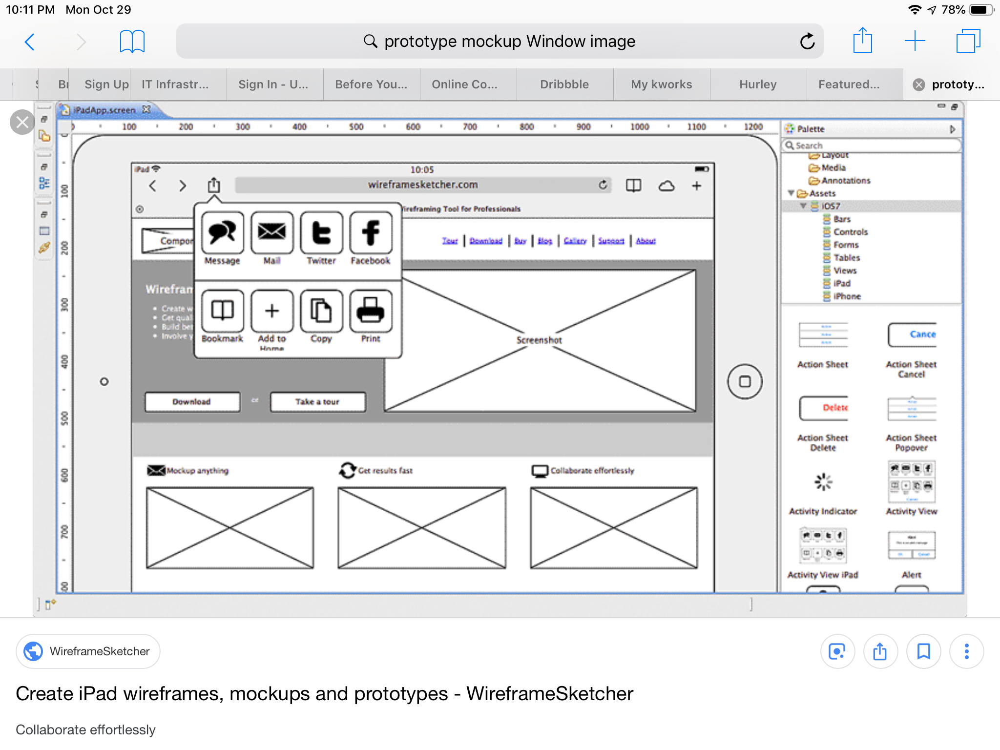 10:11 PM Mon Oct 29 78%
prototype mockup Window image
Sign Up IT Infrastr... Sign In - U... Before You... Online Co... Dribbble My kworks Hurley Featured... prototy...
iPadApp.screen
100 200 300 400 500 600 700 800 900 1000 1100 1200
Palette
Search
Layout
Media
Annotations
Assets
iOS7
Bars
Controls
Forms
Tables
Views
iPad
iPhone
100
200
300
400
500
600
700
iPad 10:05
wireframesketcher.com
Wireframing Tool for Professionals
Compor
Tour Download Buy Blog Gallery Support About
Message Mail Twitter Facebook
Bookmark Add to Home Copy Print
Wirefram
Create w
Get quali
Build bet
Involve y
Screenshot
Download or Take a tour
Mockup anything Get results fast Collaborate effortlessly
Cance
Action Sheet Action Sheet Cancel
Delete
Action Sheet Delete Action Sheet Popover
Activity Indicator Activity View
Activity View iPad Alert
WireframeSketcher
Create iPad wireframes, mockups and prototypes - WireframeSketcher
Collaborate effortlessly